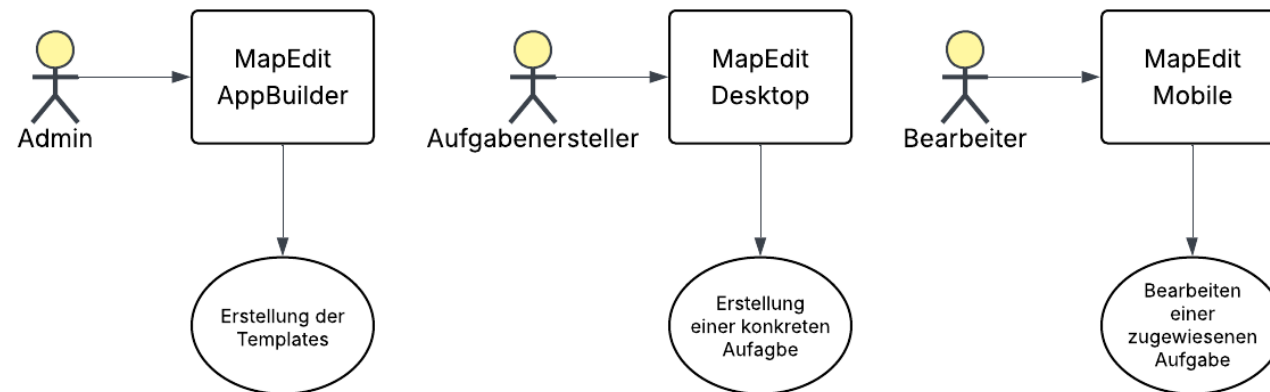 MapEdit
AppBuilder
Admin
Erstellung der
Templates
MapEdit
Desktop
Aufgabenersteller
Erstellung
einer konkreten
Aufagbe
MapEdit
Mobile
Bearbeiter
Bearbeiten
einer
zugewiesenen
Aufgabe